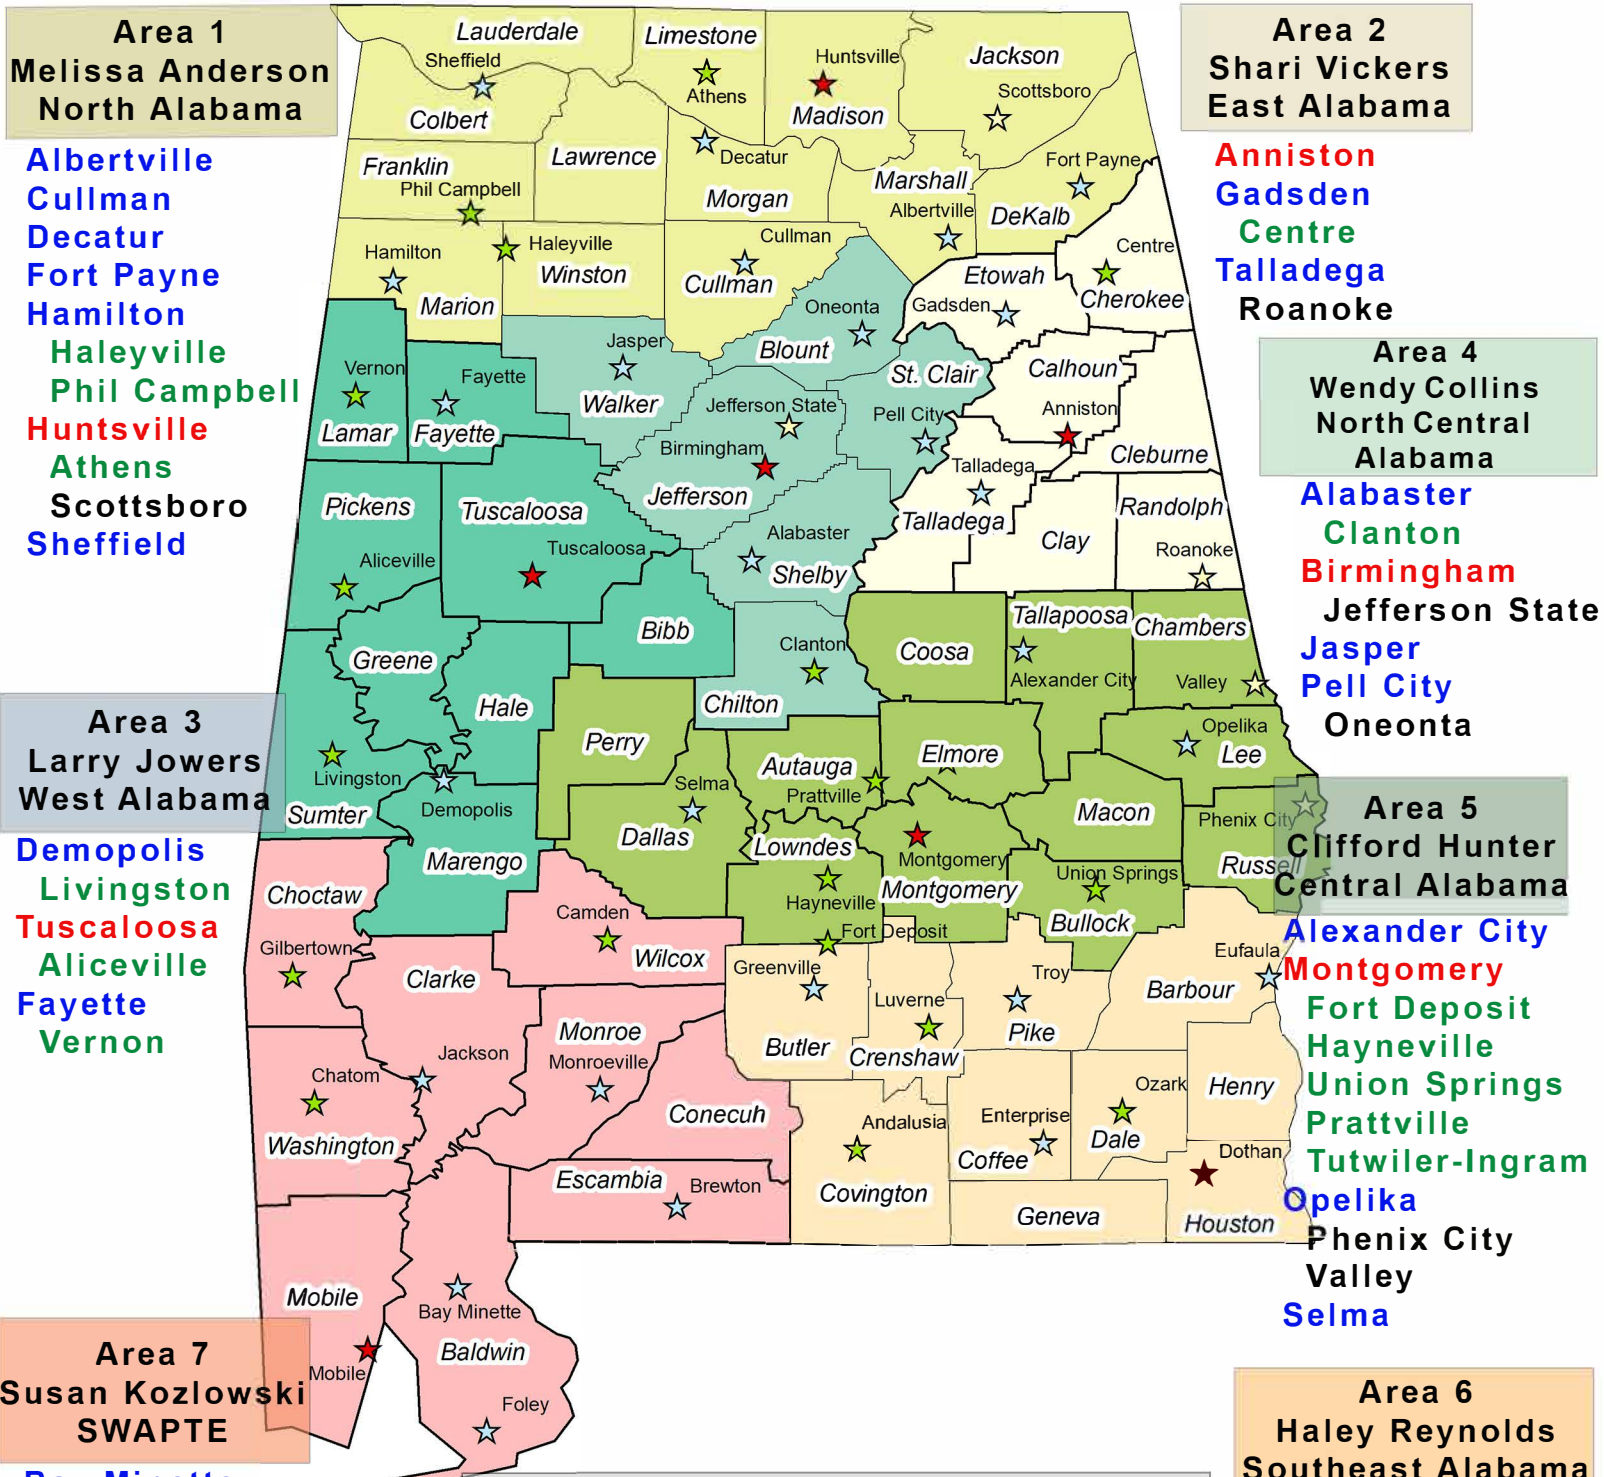 Area 1
Melissa Anderson
North Alabama
Albertville
Cullman
Decatur
Fort Payne
Hamilton
Haleyville
Phil Campbell
Huntsville
Athens
Scottsboro
Sheffield
Area 2
Shari Vickers
East Alabama
Anniston
Gadsden
Centre
Talladega
Roanoke
Area 4
Wendy Collins
North Central
Alabama
Alabaster
Clanton
Birmingham
Jefferson State
Jasper
Pell City
Oneonta
Area 3
Larry Jowers
West Alabama
Demopolis
Livingston
Tuscaloosa
Aliceville
Fayette
Vernon
Area 5
Clifford Hunter
Central Alabama
Alexander City
Montgomery
Fort Deposit
Hayneville
Union Springs
Prattville
Tutwiler-Ingram
Opelika
Phenix City
Valley
Selma
Area 7
Susan Kozlowski
SWAPTE
Area 6
Haley Reynolds
Southeast Alabama
Lauderdale
Sheffield
Colbert
Limestone
Athens
Huntsville
Madison
Jackson
Scottsboro
Franklin
Phil Campbell
Lawrence
Decatur
Morgan
Marshall
Albertville
Fort Payne
DeKalb
Hamilton
Marion
Haleyville
Winston
Cullman
Cullman
Oneonta
Blount
Etowah
Gadsden
Centre
Cherokee
Vernon
Lamar
Fayette
Fayette
Jasper
Walker
Jefferson State
Birmingham
Jefferson
St. Clair
Pell City
Calhoun
Anniston
Cleburne
Talladega
Talladega
Clay
Randolph
Roanoke
Pickens
Aliceville
Tuscaloosa
Tuscaloosa
Alabaster
Shelby
Bibb
Greene
Hale
Clanton
Chilton
Coosa
Tallapoosa
Alexander City
Chambers
Valley
Livingston
Sumter
Demopolis
Marengo
Perry
Selma
Dallas
Autauga
Prattville
Elmore
Opelika
Lee
Macon
Phenix City
Russell
Lowndes
Hayneville
Montgomery
Montgomery
Union Springs
Bullock
Fort Deposit
Choctaw
Gilbertown
Camden
Wilcox
Clarke
Jackson
Monroe
Monroeville
Conecuh
Chatom
Washington
Escambia
Brewton
Greenville
Butler
Luverne
Crenshaw
Troy
Pike
Eufaula
Barbour
Andalusia
Covington
Enterprise
Coffee
Ozark
Dale
Henry
Dothan
Geneva
Houston
Mobile
Mobile
Bay Minette
Baldwin
Foley